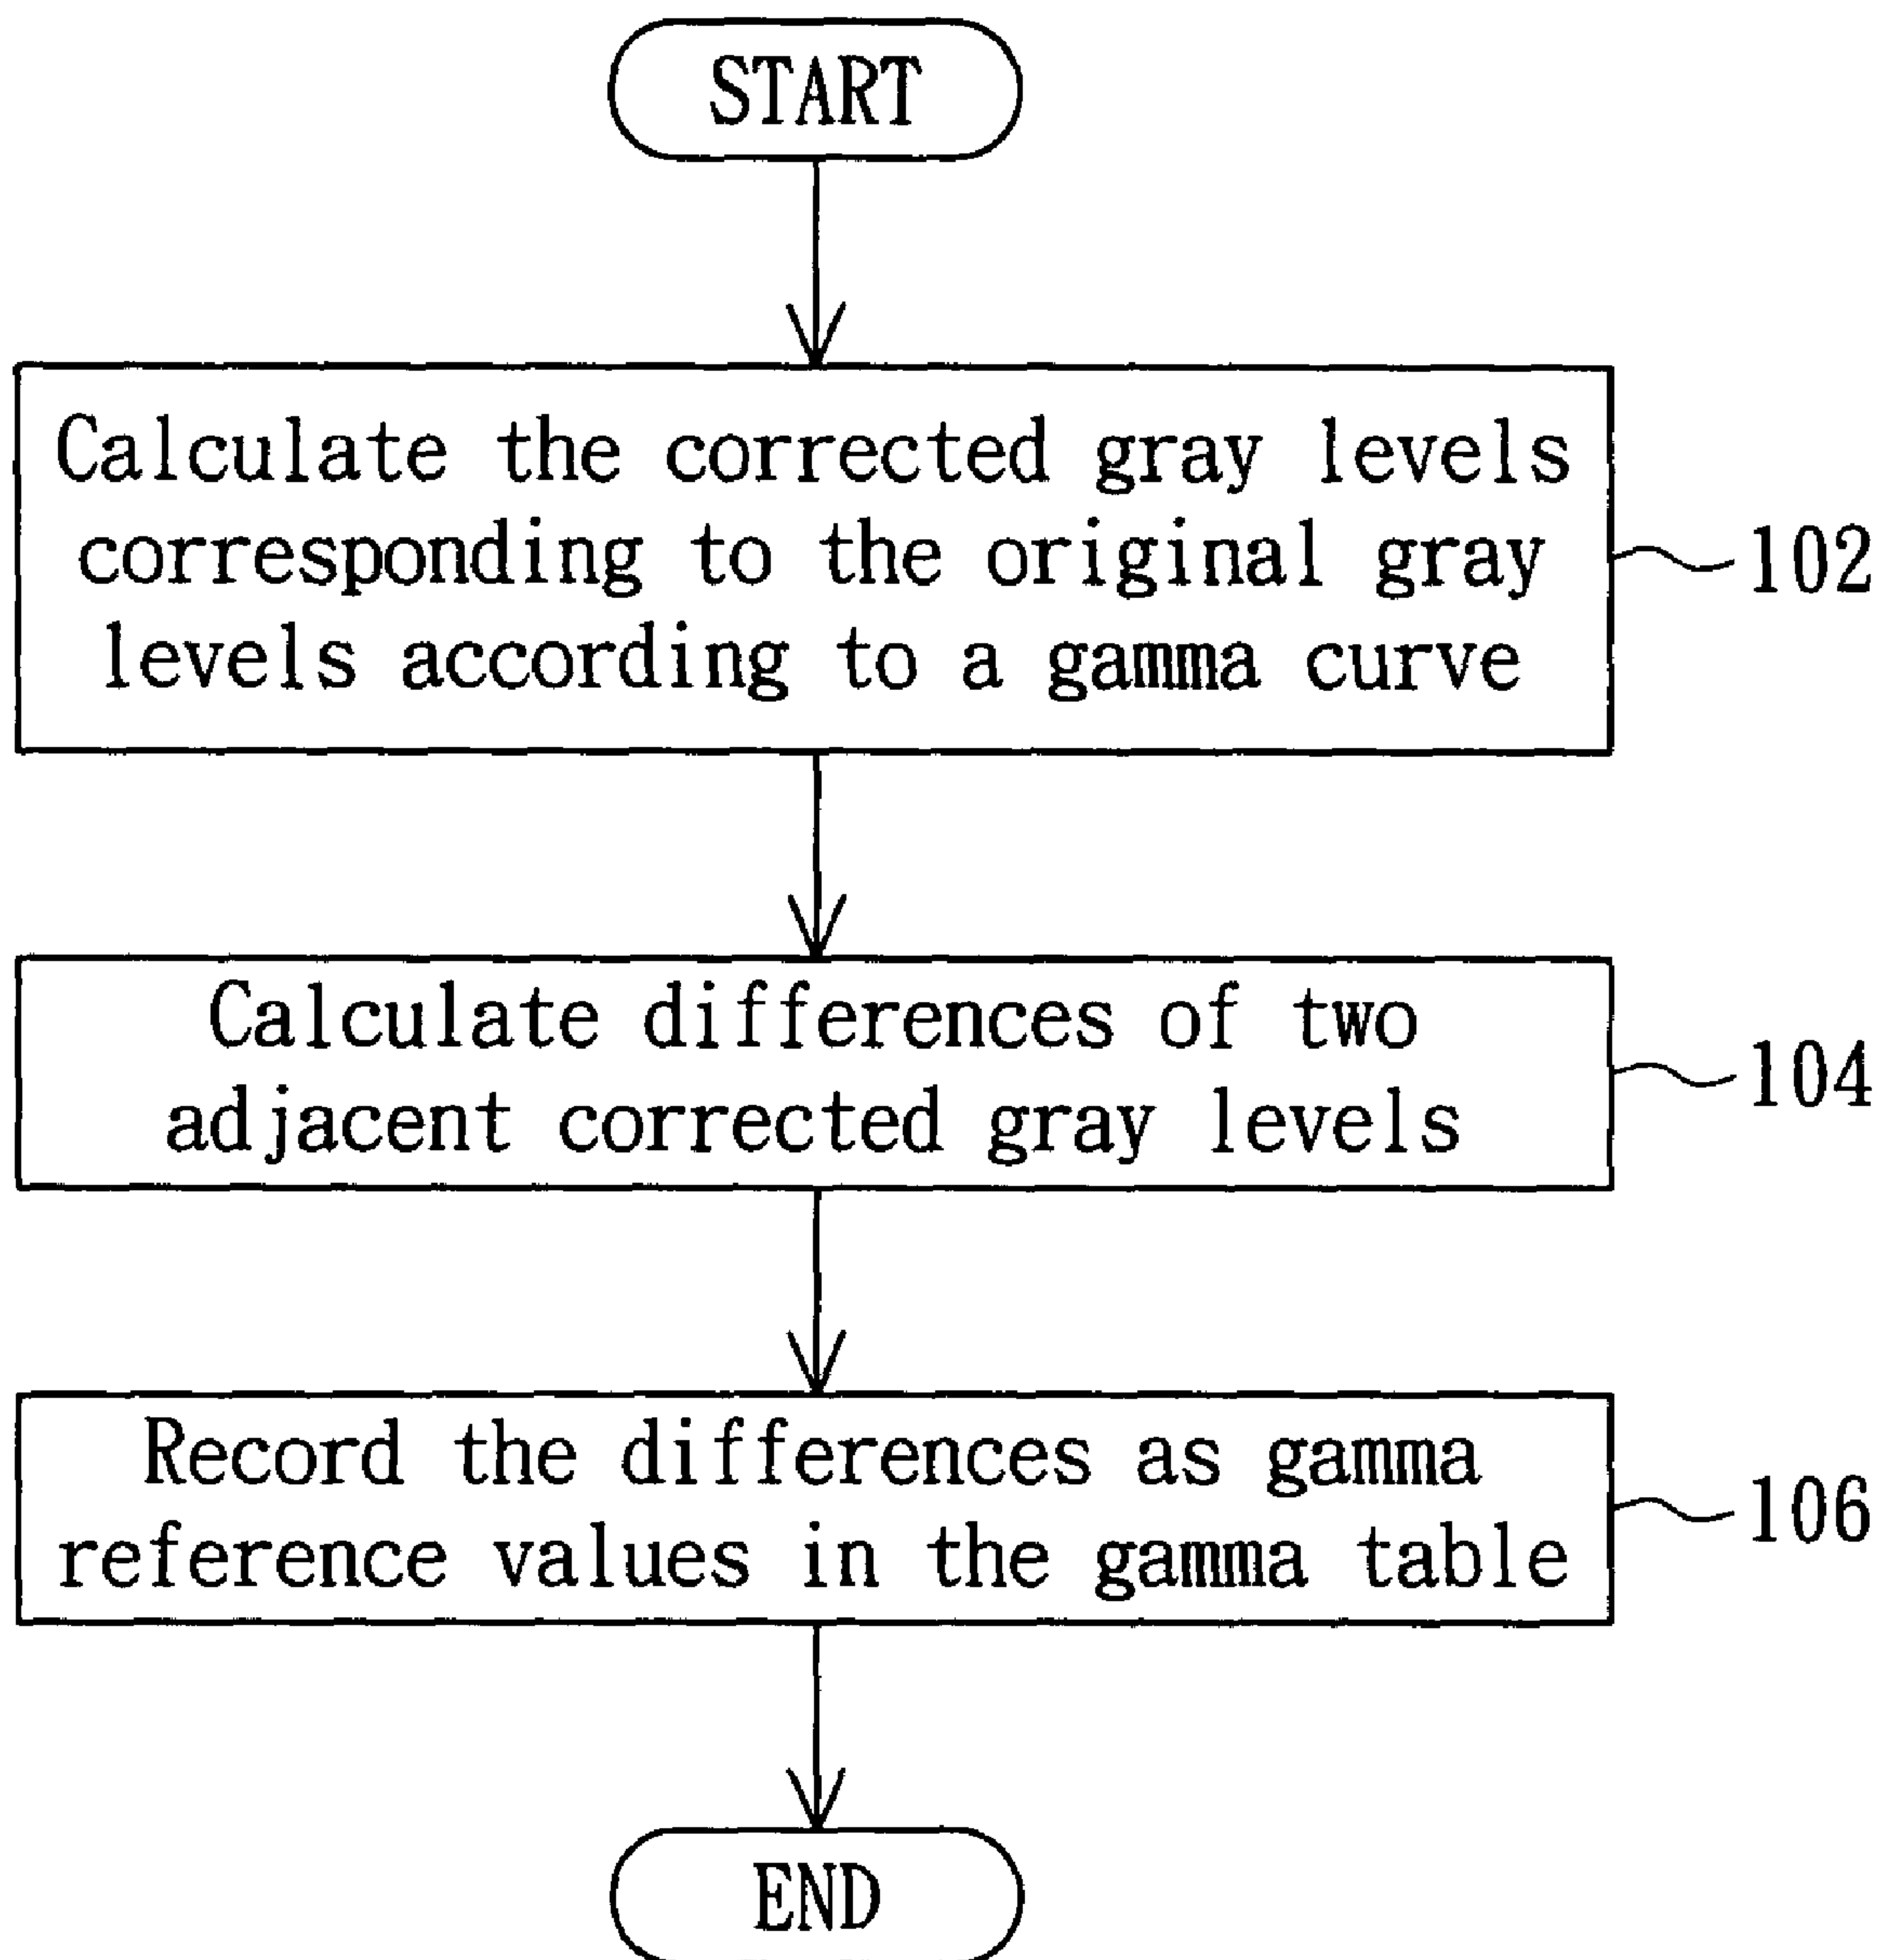 START
Calculate the corrected gray levels
corresponding to the original gray
levels according to a gamma curve
102
Calculate differences of two
adjacent corrected gray levels
104
Record the differences as gamma
reference values in the gamma table
106
END